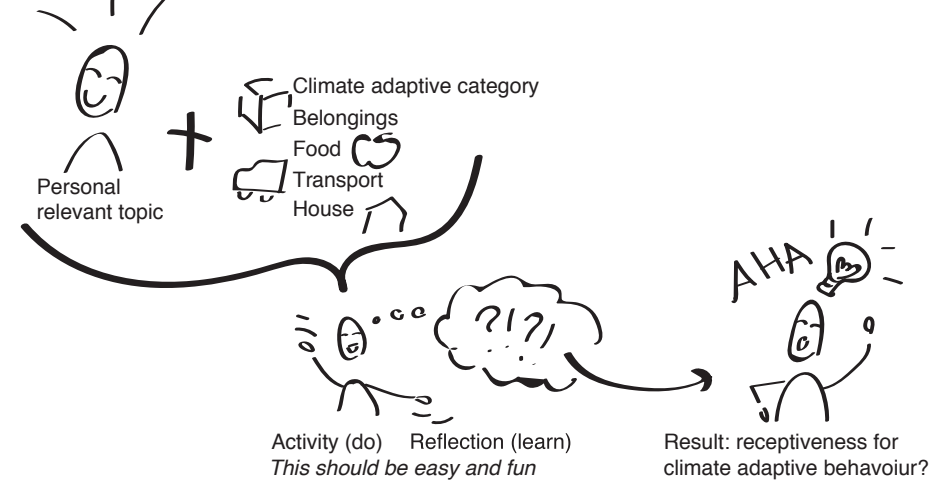 Climate adaptive category
Belongings
Food
Transport
House
Personal
relevant topic
AHA
?!?,
Activity (do) Reflection (learn)
This should be easy and fun
Result: receptiveness for
climate adaptive behavoiur?